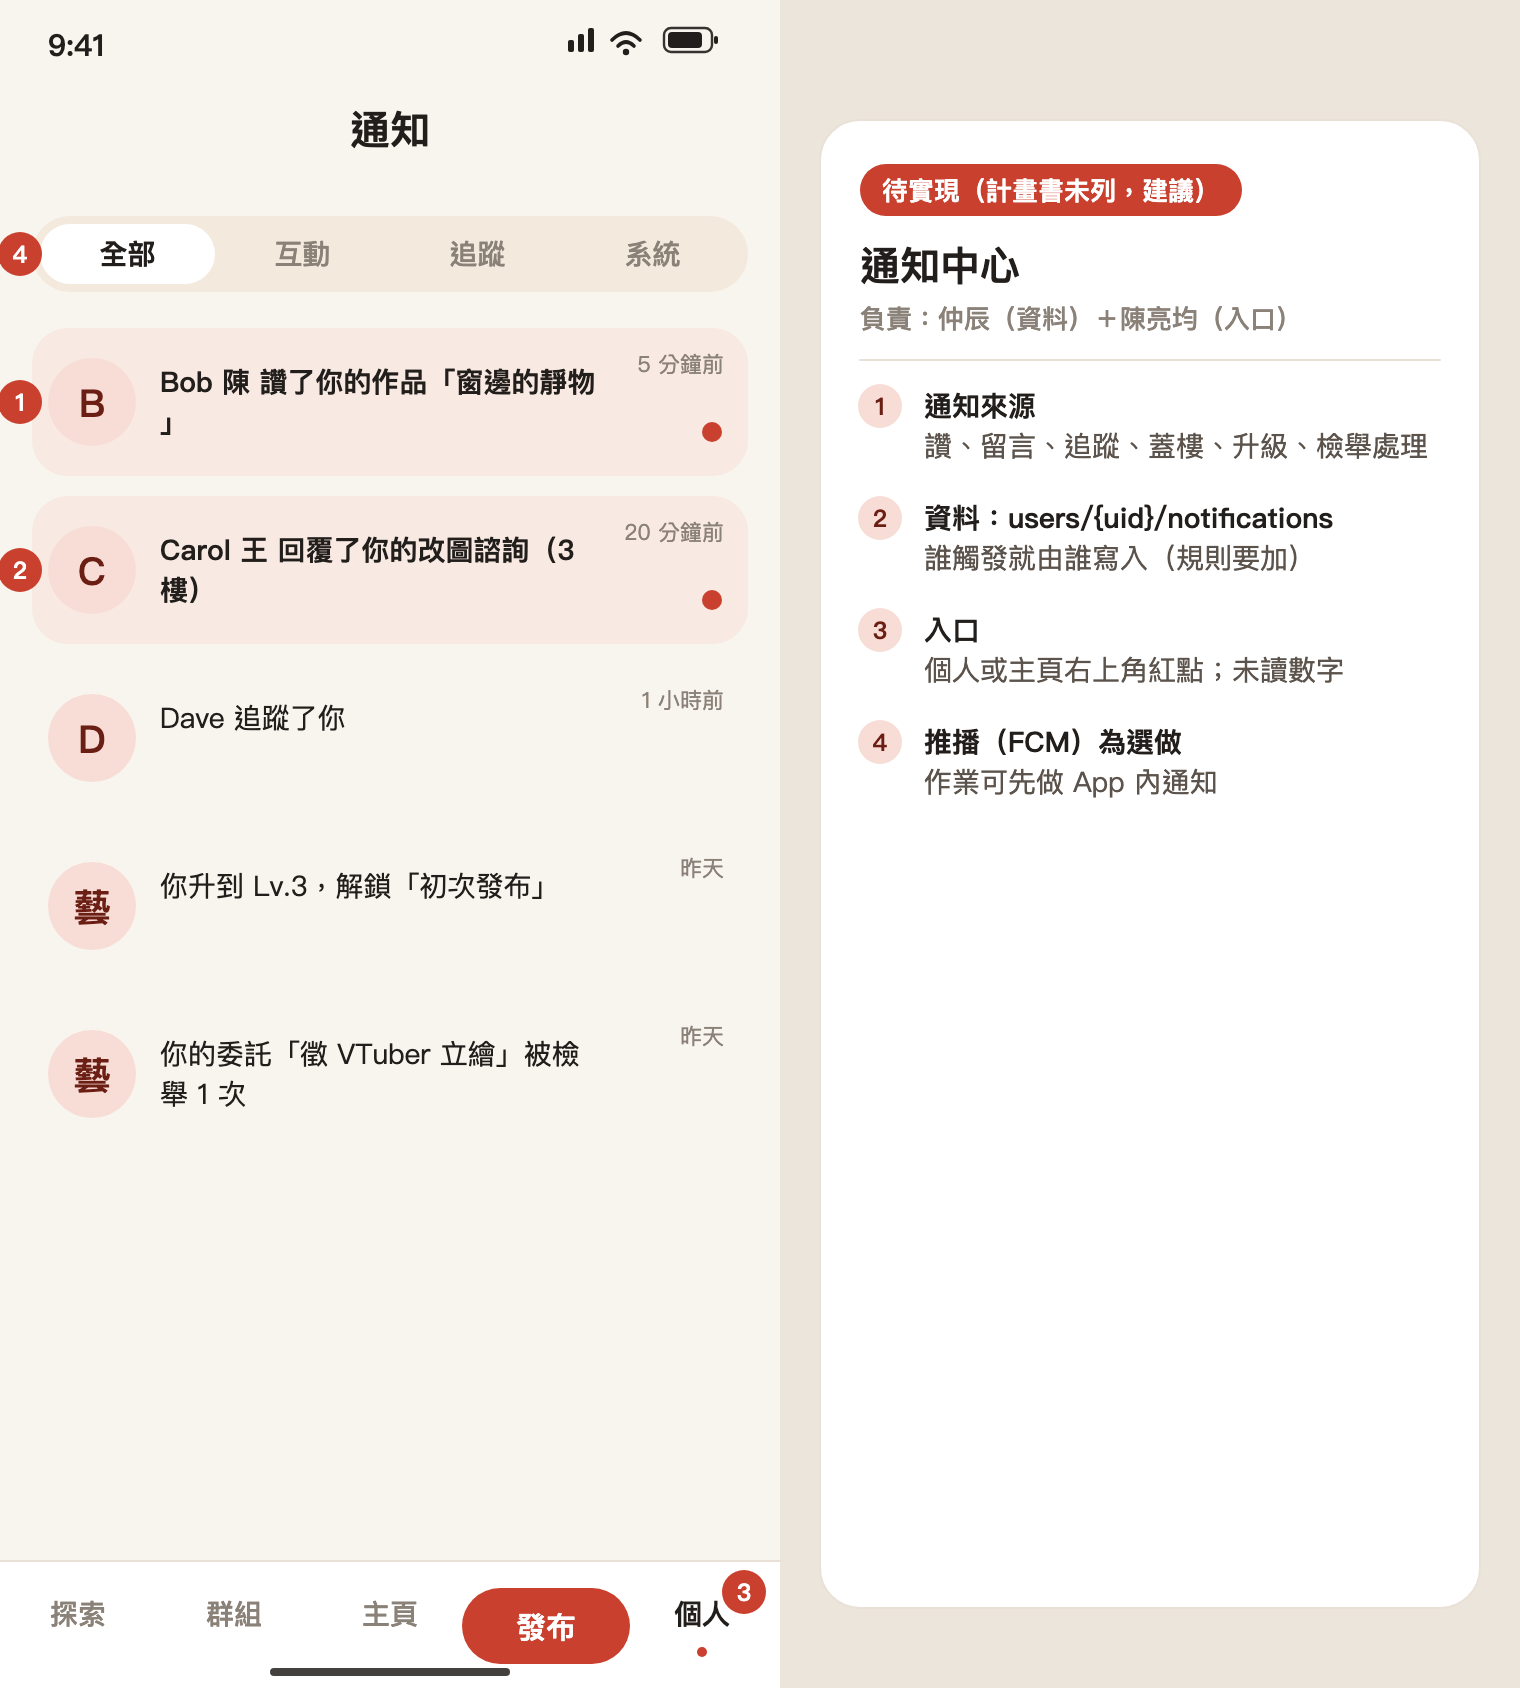 9:41
通知
4
全部
互動
追蹤
系統
1
B
Bob 陳 讚了你的作品「窗邊的靜物
」
5 分鐘前
2
C
Carol 王 回覆了你的改圖諮詢（3
樓）
20 分鐘前
D
Dave 追蹤了你
1 小時前
藝
你升到 Lv.3，解鎖「初次發布」
昨天
藝
你的委託「徵 VTuber 立繪」被檢
舉 1 次
昨天
探索
群組
主頁
發布
個人
3
待實現（計畫書未列，建議）
通知中心
負責：仲辰（資料）＋陳亮均（入口）
1
通知來源
讚、留言、追蹤、蓋樓、升級、檢舉處理
2
資料：users/{uid}/notifications
誰觸發就由誰寫入（規則要加）
3
入口
個人或主頁右上角紅點；未讀數字
4
推播（FCM）為選做
作業可先做 App 內通知